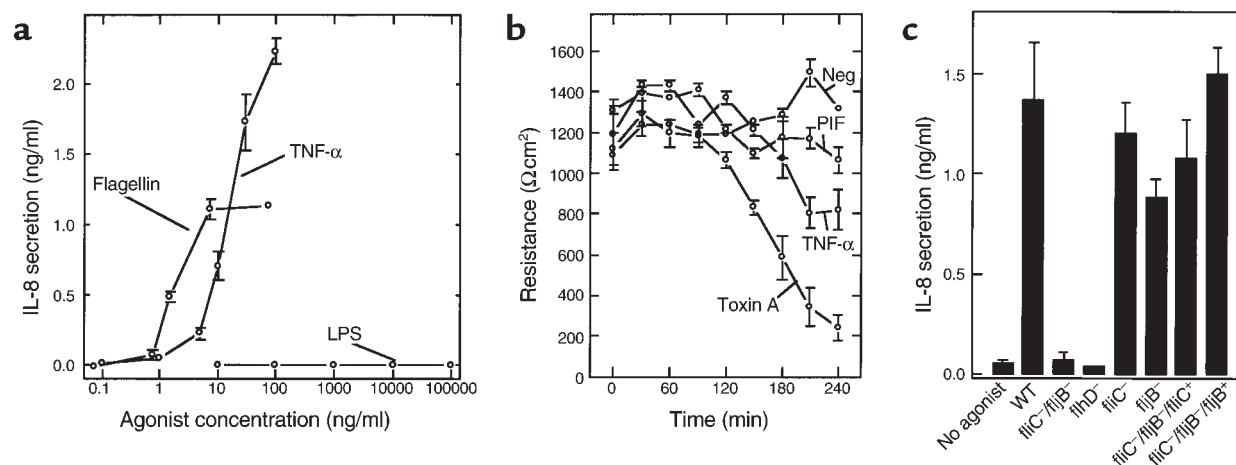 a
IL-8 secretion (ng/ml)
2.0
1.5
1.0
0.5
0.0
Flagellin
TNF-α
LPS
0.1 1 10 100 1000 10000 100000
Agonist concentration (ng/ml)
b
Resistance (Ωcm²)
1600
1400
1200
1000
800
600
400
200
0
Neg
PIF
TNF-α
Toxin A
0 60 120 180 240
Time (min)
c
IL-8 secretion (ng/ml)
1.5
1.0
0.5
0.0
No agonist
WT
fliC⁻/fljB⁻
flhD⁻
fliC⁻
fljB⁻
fliC⁻/fljB⁻/fliC⁺
fliC⁻/fljB⁻/fljB⁺